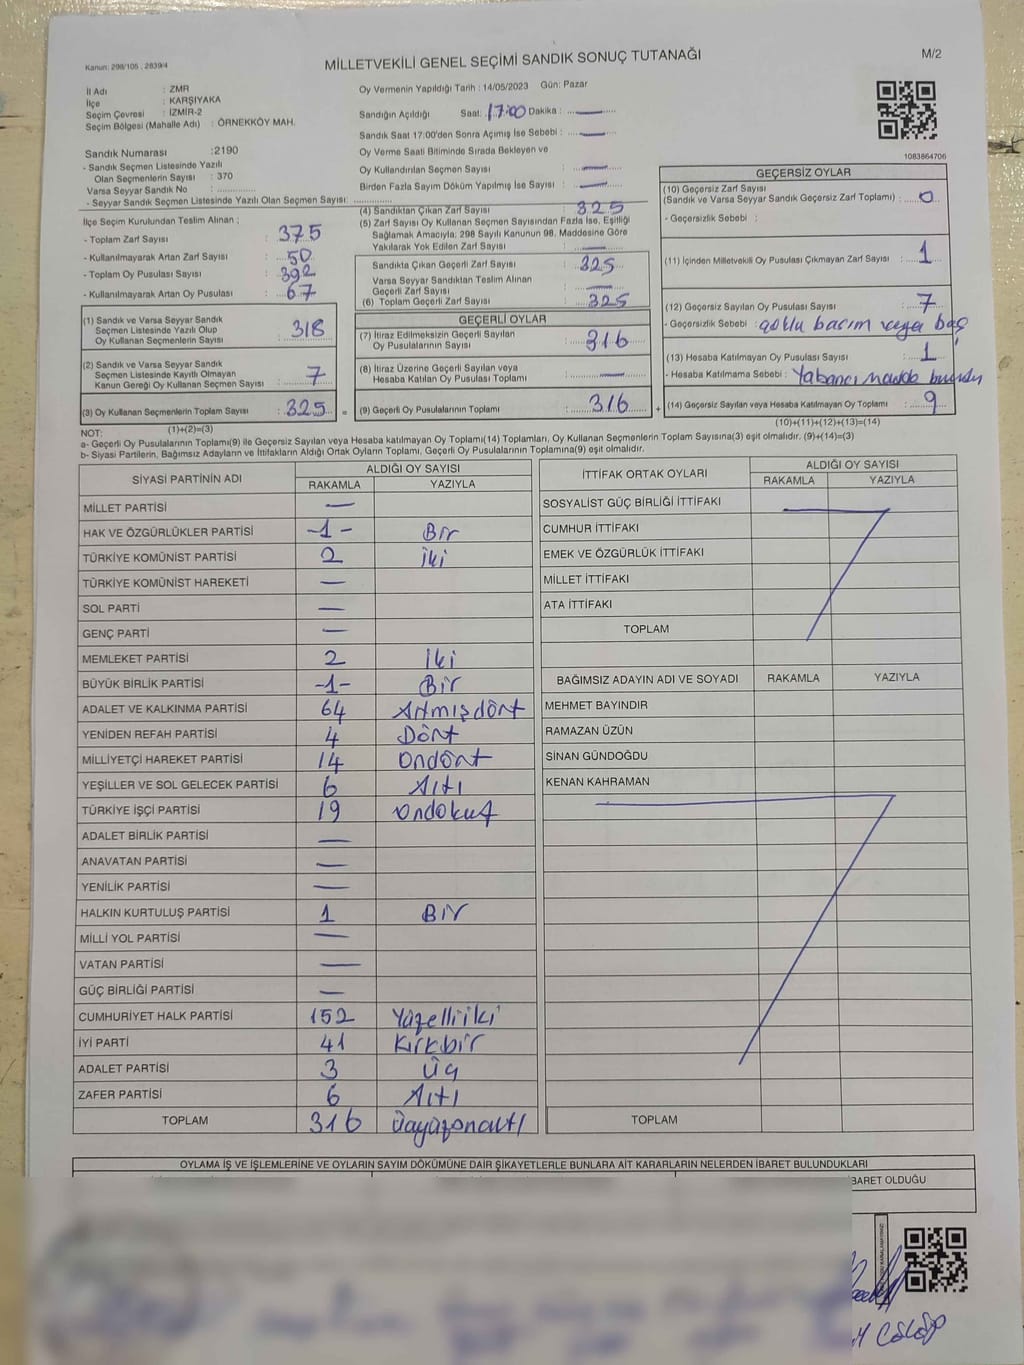 MİLLETVEKİLİ GENEL SEÇİMİ SANDIK SONUÇ TUTANAĞI
M/2
Kanun: 298/105 , 2839/4
İl Adı : ZMR
İlçe : KARŞIYAKA
Seçim Çevresi : İZMİR-2
Seçim Bölgesi (Mahalle Adı) : ÖRNEKKÖY MAH.
Sandık Numarası :2190
- Sandık Seçmen Listesinde Yazılı
Olan Seçmenlerin Sayısı : 370
Varsa Seyyar Sandık No :
- Seyyar Sandık Seçmen Listesinde Yazılı Olan Seçmen Sayısı:
Oy Vermenin Yapıldığı Tarih : 14/05/2023 Gün: Pazar
Sandığın Açıldığı Saat: 17:00 Dakika : —
Sandık Saat 17:00'den Sonra Açımış İse Sebebi : —
Oy Verme Saati Bitiminde Sırada Bekleyen ve
Oy Kullandırılan Seçmen Sayısı : —
Birden Fazla Sayım Döküm Yapılmış İse Sayısı : —
1083864706
İlçe Seçim Kurulundan Teslim Alınan ;
- Toplam Zarf Sayısı : 375
- Kullanılmayarak Artan Zarf Sayısı : 50
- Toplam Oy Pusulası Sayısı : 392
- Kullanılmayarak Artan Oy Pusulası : 67
(1) Sandık ve Varsa Seyyar Sandık
Seçmen Listesinde Yazılı Olup
Oy Kullanan Seçmenlerin Sayısı : 318
(2) Sandık ve Varsa Seyyar Sandık
Seçmen Listesinde Kayıtlı Olmayan
Kanun Gereği Oy Kullanan Seçmen Sayısı : 7
(3) Oy Kullanan Seçmenlerin Toplam Sayısı : 325
(1)+(2)=(3)
(4) Sandıktan Çıkan Zarf Sayısı : 325
(5) Zarf Sayısı Oy Kullanan Seçmen Sayısından Fazla İse, Eşitliği
Sağlamak Amacıyla; 298 Sayılı Kanunun 98. Maddesine Göre
Yakılarak Yok Edilen Zarf Sayısı : —
Sandıkta Çıkan Geçerli Zarf Sayısı : 325
Varsa Seyyar Sandıktan Teslim Alınan
Geçerli Zarf Sayısı : —
(6) Toplam Geçerli Zarf Sayısı : 325
GEÇERLİ OYLAR
(7) İtiraz Edilmeksizin Geçerli Sayılan
Oy Pusulalarının Sayısı : 316
(8) İtiraz Üzerine Geçerli Sayılan veya
Hesaba Katılan Oy Pusulası Toplamı : —
= (9) Geçerli Oy Pusulalarının Toplamı : 316
GEÇERSİZ OYLAR
(10) Geçersiz Zarf Sayısı
(Sandık ve Varsa Seyyar Sandık Geçersiz Zarf Toplamı) : 0
- Geçersizlik Sebebi :
(11) İçinden Milletvekili Oy Pusulası Çıkmayan Zarf Sayısı : 1
(12) Geçersiz Sayılan Oy Pusulası Sayısı : 7
- Geçersizlik Sebebi : çoklu basım veya boş
(13) Hesaba Katılmayan Oy Pusulası Sayısı : 1
- Hesaba Katılmama Sebebi : Yabancı madde
+ (14) Geçersiz Sayılan veya Hesaba Katılmayan Oy Toplamı : 9
(10)+(11)+(12)+(13)=(14)
NOT:
a- Geçerli Oy Pusulalarının Toplamı(9) ile Geçersiz Sayılan veya Hesaba katılmayan Oy Toplamı(14) Toplamları, Oy Kullanan Seçmenlerin Toplam Sayısına(3) eşit olmalıdır. (9)+(14)=(3)
b- Siyasi Partilerin, Bağımsız Adayların ve İttifakların Aldığı Ortak Oyların Toplamı, Geçerli Oy Pusulalarının Toplamına(9) eşit olmalıdır.
SİYASİ PARTİNİN ADI ALDIĞI OY SAYISI
RAKAMLA YAZIYLA
MİLLET PARTİSİ —
HAK VE ÖZGÜRLÜKLER PARTİSİ -1- Bir
TÜRKİYE KOMÜNİST PARTİSİ 2 İki
TÜRKİYE KOMÜNİST HAREKETİ —
SOL PARTİ —
GENÇ PARTİ —
MEMLEKET PARTİSİ 2 İki
BÜYÜK BİRLİK PARTİSİ -1- Bir
ADALET VE KALKINMA PARTİSİ 64 Atmışdört
YENİDEN REFAH PARTİSİ 4 Dört
MİLLİYETÇİ HAREKET PARTİSİ 14 Ondört
YEŞİLLER VE SOL GELECEK PARTİSİ 6 Altı
TÜRKİYE İŞÇİ PARTİSİ 19 Ondokuz
ADALET BİRLİK PARTİSİ —
ANAVATAN PARTİSİ —
YENİLİK PARTİSİ —
HALKIN KURTULUŞ PARTİSİ 1 Bir
MİLLİ YOL PARTİSİ —
VATAN PARTİSİ —
GÜÇ BİRLİĞİ PARTİSİ —
CUMHURİYET HALK PARTİSİ 152 Yüzelliiki
İYİ PARTİ 41 Kırkbir
ADALET PARTİSİ 3 Üç
ZAFER PARTİSİ 6 Altı
TOPLAM 316 Üçyüzonaltı
İTTİFAK ORTAK OYLARI ALDIĞI OY SAYISI
RAKAMLA YAZIYLA
SOSYALİST GÜÇ BİRLİĞİ İTTİFAKI
CUMHUR İTTİFAKI
EMEK VE ÖZGÜRLÜK İTTİFAKI
MİLLET İTTİFAKI
ATA İTTİFAKI
TOPLAM
BAĞIMSIZ ADAYIN ADI VE SOYADI RAKAMLA YAZIYLA
MEHMET BAYINDIR
RAMAZAN ÜZÜN
SİNAN GÜNDOĞDU
KENAN KAHRAMAN
TOPLAM
OYLAMA İŞ VE İŞLEMLERİNE VE OYLARIN SAYIM DÖKÜMÜNE DAİR ŞİKAYETLERLE BUNLARA AİT KARARLARIN NELERDEN İBARET BULUNDUKLARI
BARET OLDUĞU